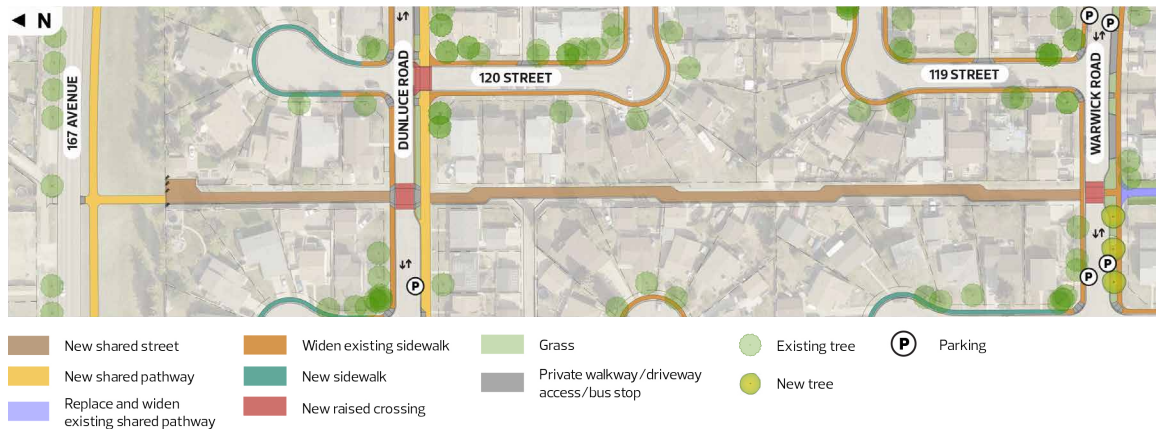 ◄ N
167 AVENUE
DUNLUCE ROAD
120 STREET
119 STREET
WARWICK ROAD
P
P
P
P
P
New shared street
New shared pathway
Replace and widen
existing shared pathway
Widen existing sidewalk
New sidewalk
New raised crossing
Grass
Private walkway/driveway
access/bus stop
Existing tree
New tree
P
Parking